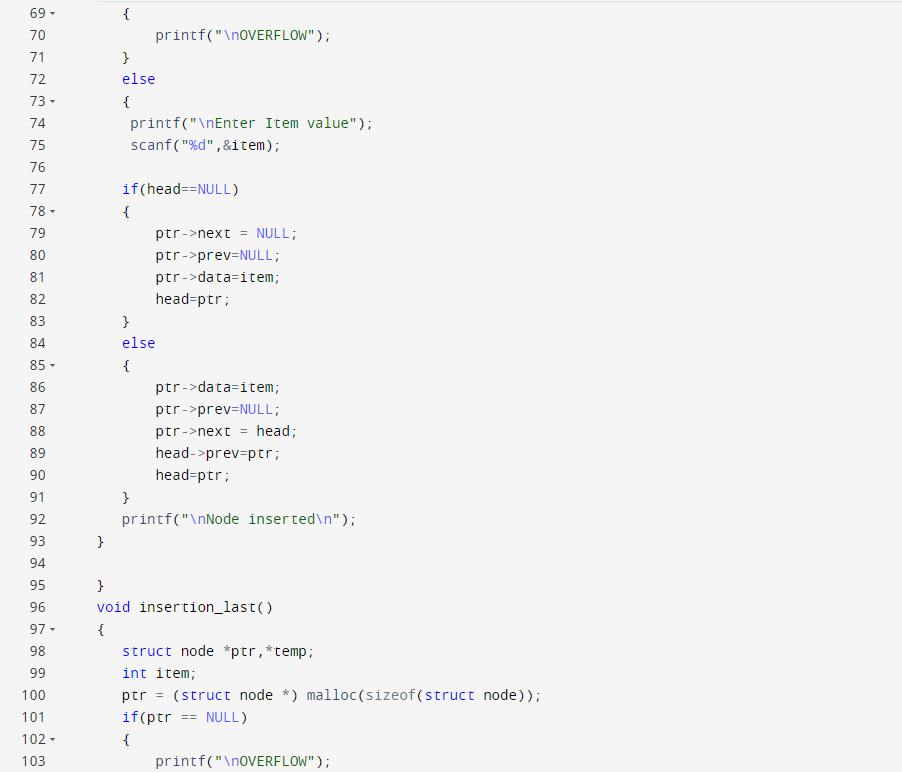 69 {
70 printf("\nOVERFLOW");
71 }
72 else
73 {
74 printf("\nEnter Item value");
75 scanf("%d",&item);
76
77 if(head==NULL)
78 {
79 ptr->next = NULL;
80 ptr->prev=NULL;
81 ptr->data=item;
82 head=ptr;
83 }
84 else
85 {
86 ptr->data=item;
87 ptr->prev=NULL;
88 ptr->next = head;
89 head->prev=ptr;
90 head=ptr;
91 }
92 printf("\nNode inserted\n");
93 }
94
95 }
96 void insertion_last()
97 {
98 struct node *ptr,*temp;
99 int item;
100 ptr = (struct node *) malloc(sizeof(struct node));
101 if(ptr == NULL)
102 {
103 printf("\nOVERFLOW");